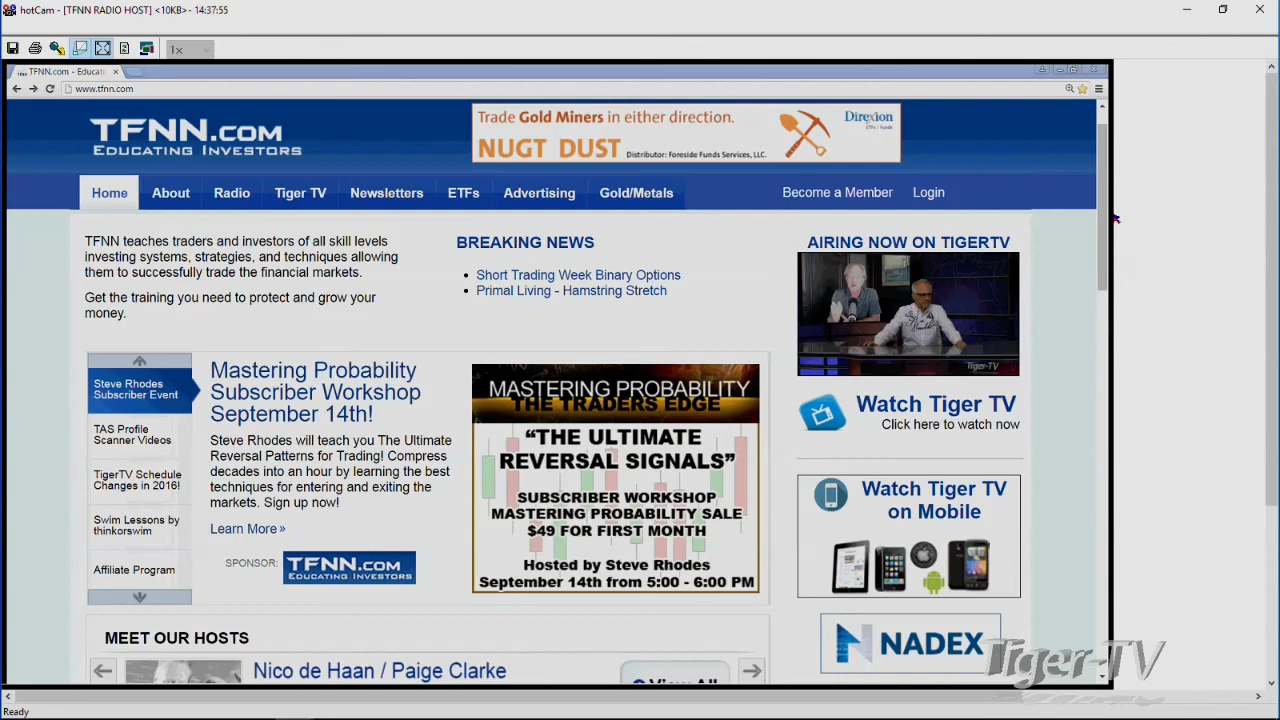 hotCam - [TFNN RADIO HOST] <10KB> - 14:37:55
1x
TFNN.com - Educati
www.tfnn.com
TFNN.COM
EDUCATING INVESTORS
Trade Gold Miners in either direction.
NUGT DUST Distributor: Foreside Funds Services, LLC.
Direxion
Home About Radio Tiger TV Newsletters ETFs Advertising Gold/Metals Become a Member Login
TFNN teaches traders and investors of all skill levels
investing systems, strategies, and techniques allowing
them to successfully trade the financial markets.
Get the training you need to protect and grow your
money.
BREAKING NEWS
Short Trading Week Binary Options
Primal Living - Hamstring Stretch
AIRING NOW ON TIGERTV
Tiger-TV
Watch Tiger TV
Click here to watch now
Steve Rhodes
Subscriber Event
TAS Profile
Scanner Videos
TigerTV Schedule
Changes in 2016!
Swim Lessons by
thinkorswim
Affiliate Program
Mastering Probability
Subscriber Workshop
September 14th!
Steve Rhodes will teach you The Ultimate
Reversal Patterns for Trading! Compress
decades into an hour by learning the best
techniques for entering and exiting the
markets. Sign up now!
Learn More »
SPONSOR: TFNN.COM
EDUCATING INVESTORS
MASTERING PROBABILITY
THE TRADERS EDGE
“THE ULTIMATE
REVERSAL SIGNALS”
SUBSCRIBER WORKSHOP
MASTERING PROBABILITY SALE
$49 FOR FIRST MONTH
Hosted by Steve Rhodes
September 14th from 5:00 - 6:00 PM
Watch Tiger TV
on Mobile
NADEX
MEET OUR HOSTS
Nico de Haan / Paige Clarke
View All
Tiger-TV
Ready